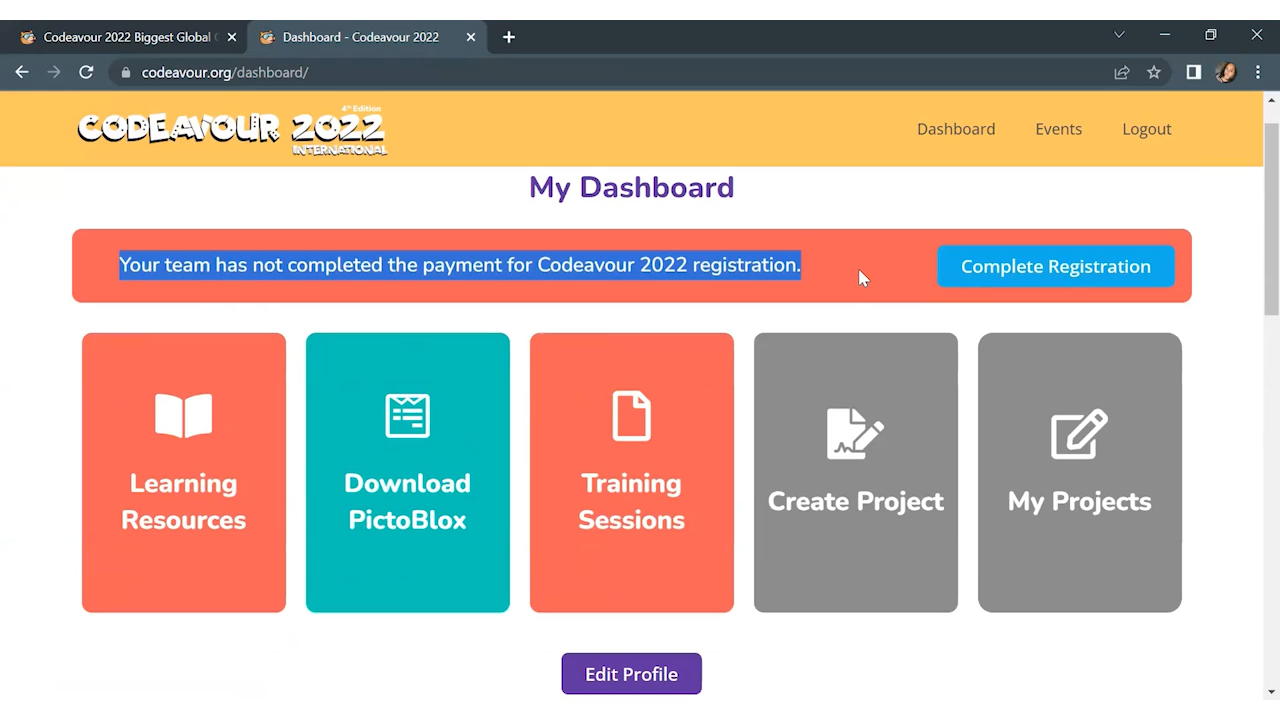 Codeavour 2022 Biggest Global
Dashboard - Codeavour 2022
codeavour.org/dashboard/
4th Edition
CODEAVOUR 2022
INTERNATIONAL
Dashboard
Events
Logout
My Dashboard
Your team has not completed the payment for Codeavour 2022 registration.
Complete Registration
Learning
Resources
Download
PictoBlox
Training
Sessions
Create Project
My Projects
Edit Profile